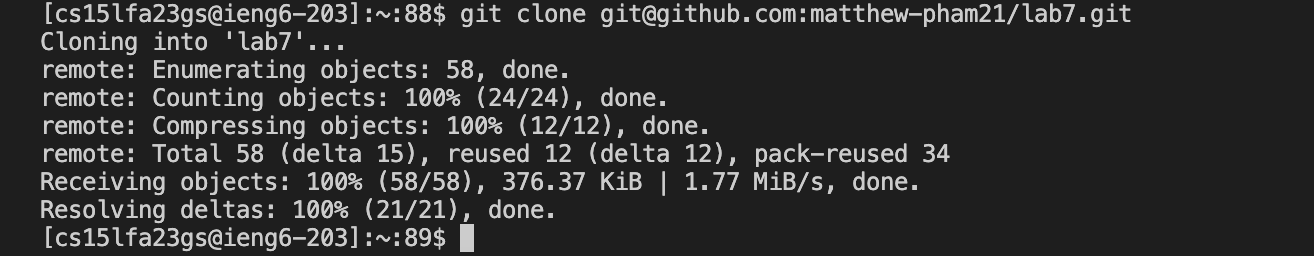 [cs15lfa23gs@ieng6-203]:~:88$ git clone git@github.com:matthew-pham21/lab7.git
Cloning into 'lab7'...
remote: Enumerating objects: 58, done.
remote: Counting objects: 100% (24/24), done.
remote: Compressing objects: 100% (12/12), done.
remote: Total 58 (delta 15), reused 12 (delta 12), pack-reused 34
Receiving objects: 100% (58/58), 376.37 KiB | 1.77 MiB/s, done.
Resolving deltas: 100% (21/21), done.
[cs15lfa23gs@ieng6-203]:~:89$